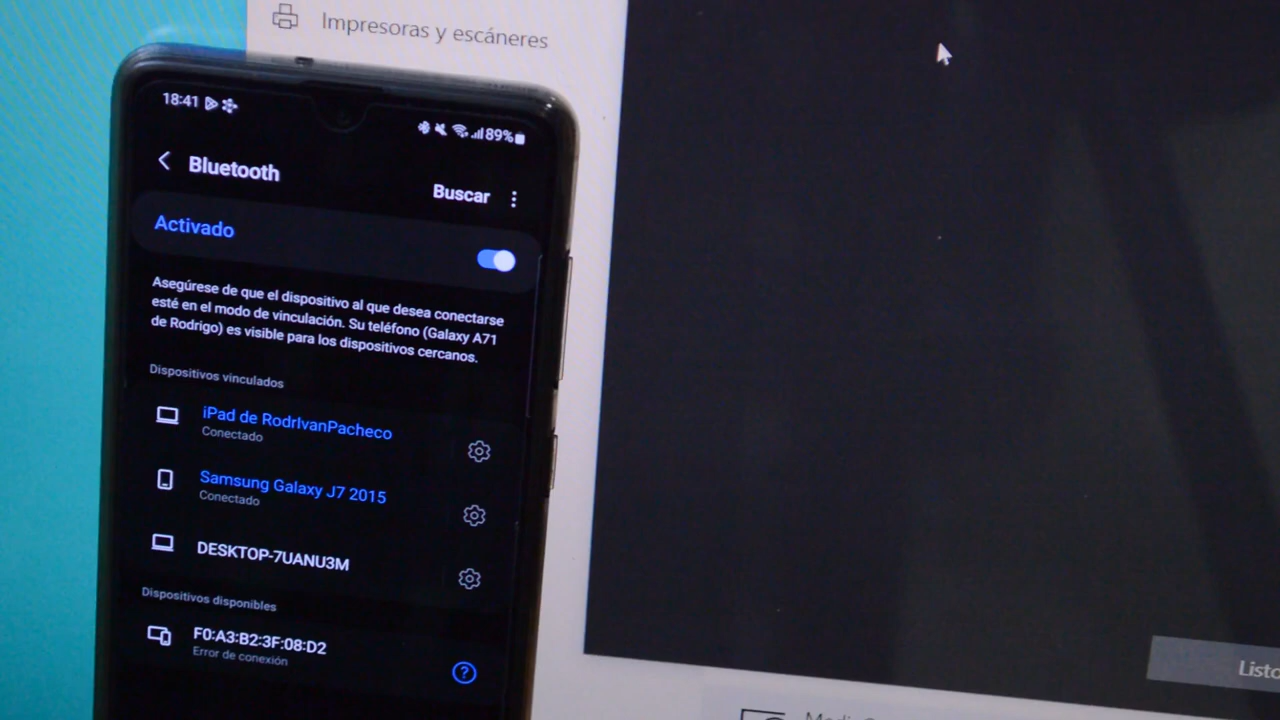 Impresoras y escáneres
18:41
89%
Bluetooth
Buscar
Activado
Asegúrese de que el dispositivo al que desea conectarse
esté en el modo de vinculación. Su teléfono (Galaxy A71
de Rodrigo) es visible para los dispositivos cercanos.
Dispositivos vinculados
iPad de RodrIvanPacheco
Conectado
Samsung Galaxy J7 2015
Conectado
DESKTOP-7UANU3M
Dispositivos disponibles
F0:A3:B2:3F:08:D2
Error de conexión
?
Listo